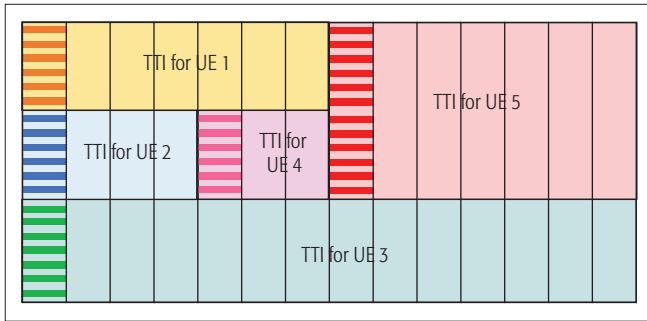 TTI for UE 1
TTI for UE 5
TTI for UE 2
TTI for
UE 4
TTI for UE 3